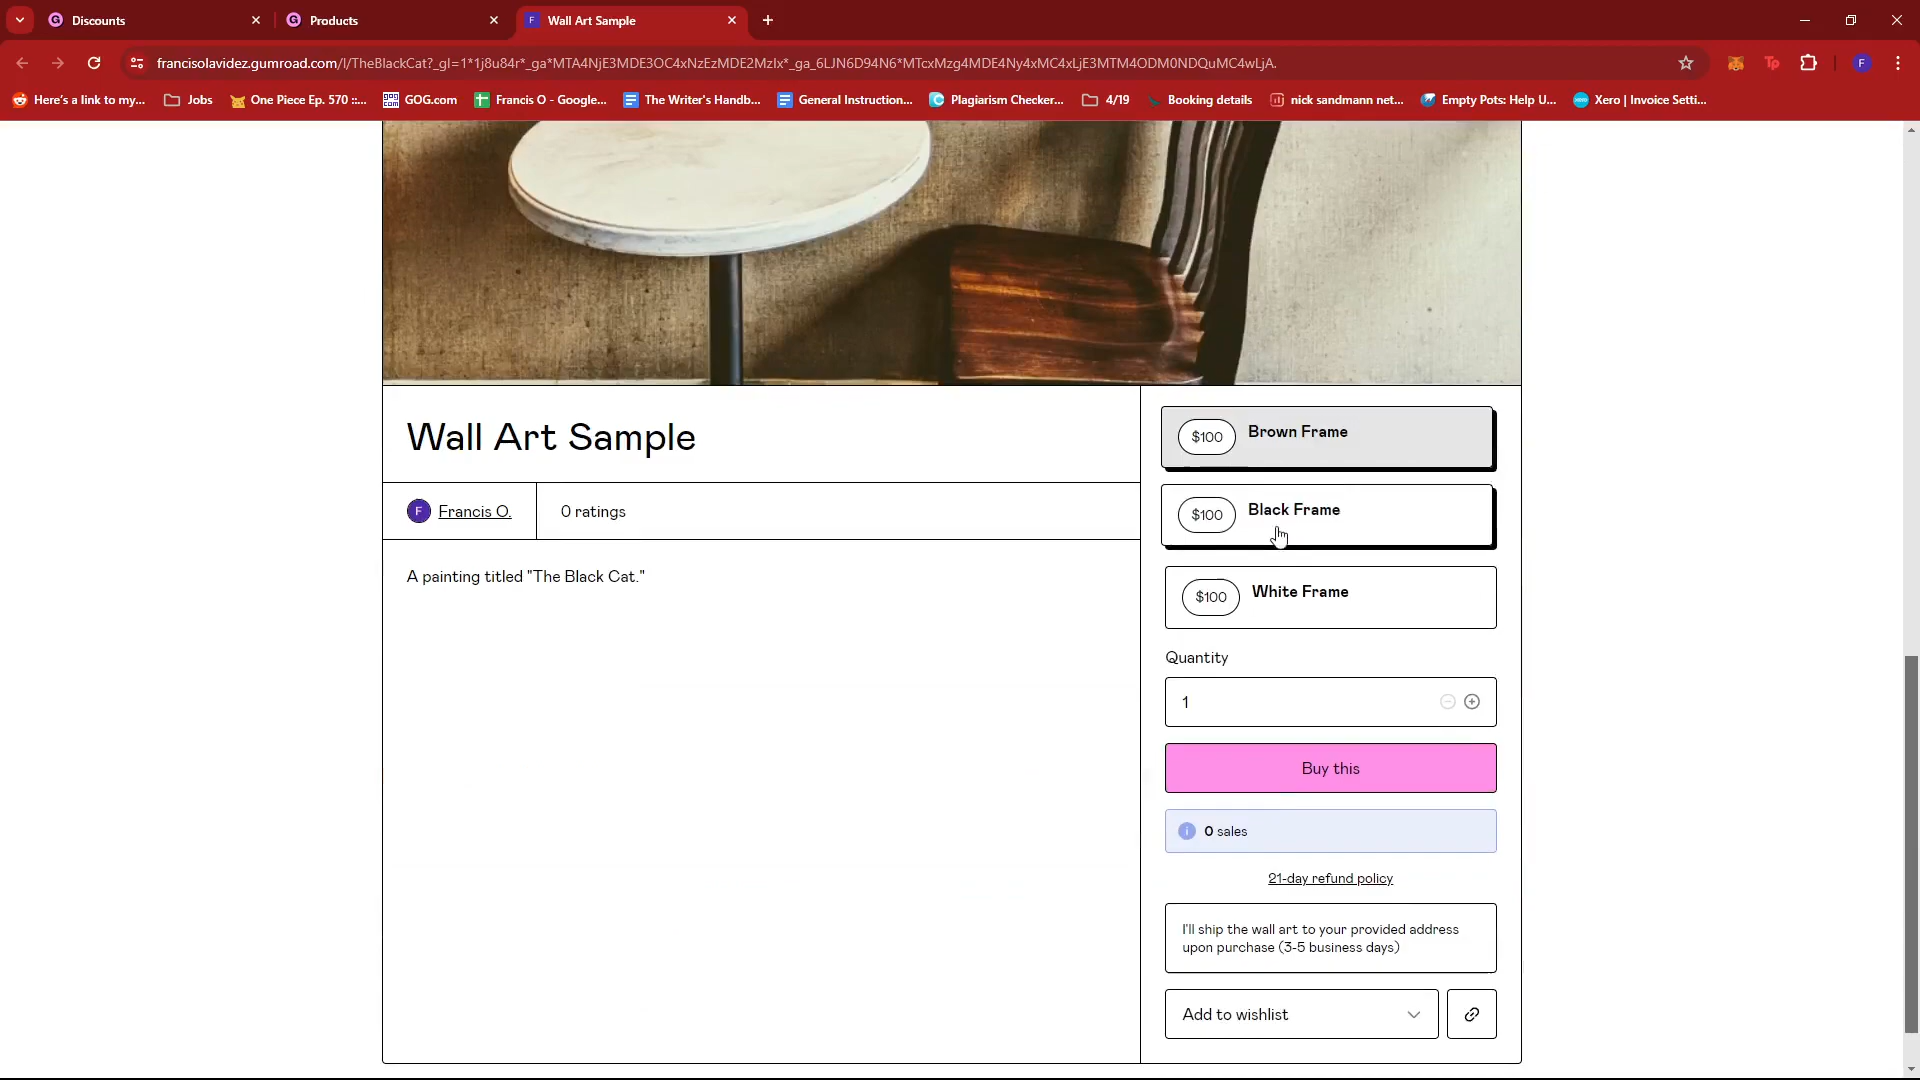 Discounts
Products
Wall Art Sample
francisolavidez.gumroad.com/l/TheBlackCat?_gl=1*1j8u84r*_ga*MTA4NjE3MDE3OC4xNzEzMDE2MzIx*_ga_6LJN6D94N6*MTcxMzg4MDE4Ny4xMC4xLjE3MTM4ODM0NDQuMC4wLjA.
Here's a link to my...
Jobs
One Piece Ep. 570 ::...
GOG.com
Francis O - Google...
The Writer's Handb...
General Instruction...
Plagiarism Checker...
4/19
Booking details
nick sandmann net...
Empty Pots: Help U...
Xero | Invoice Setti...
Wall Art Sample
Francis O.
0 ratings
A painting titled "The Black Cat."
$100 Brown Frame
$100 Black Frame
$100 White Frame
Quantity
1
Buy this
0 sales
21-day refund policy
I'll ship the wall art to your provided address
upon purchase (3-5 business days)
Add to wishlist